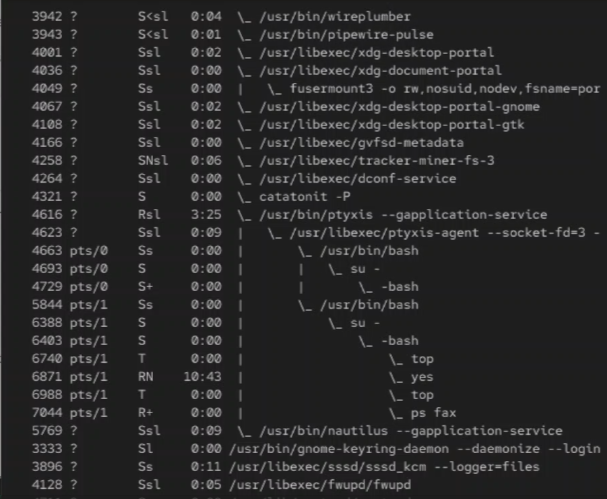 3942 ?        S<sl   0:04  \_ /usr/bin/wireplumber
3943 ?        S<sl   0:01  \_ /usr/bin/pipewire-pulse
4001 ?        Ssl    0:02  \_ /usr/libexec/xdg-desktop-portal
4036 ?        Ssl    0:00  \_ /usr/libexec/xdg-document-portal
4049 ?        Ss     0:00  |   \_ fusermount3 -o rw,nosuid,nodev,fsname=por
4067 ?        Ssl    0:02  \_ /usr/libexec/xdg-desktop-portal-gnome
4108 ?        Ssl    0:02  \_ /usr/libexec/xdg-desktop-portal-gtk
4166 ?        Ssl    0:00  \_ /usr/libexec/gvfsd-metadata
4258 ?        SNsl   0:06  \_ /usr/libexec/tracker-miner-fs-3
4264 ?        Ssl    0:00  \_ /usr/libexec/dconf-service
4321 ?        S      0:00  \_ catatonit -P
4616 ?        Rsl    3:25  \_ /usr/bin/ptyxis --gapplication-service
4623 ?        Ssl    0:09  |   \_ /usr/libexec/ptyxis-agent --socket-fd=3 -
4663 pts/0    Ss     0:00  |       \_ /usr/bin/bash
4693 pts/0    S      0:00  |       |   \_ su -
4729 pts/0    S+     0:00  |       |       \_ -bash
5844 pts/1    Ss     0:00  |       \_ /usr/bin/bash
6388 pts/1    S      0:00  |           \_ su -
6403 pts/1    S      0:00  |               \_ -bash
6740 pts/1    T      0:00  |                   \_ top
6871 pts/1    RN    10:43  |                   \_ yes
6988 pts/1    T      0:00  |                   \_ top
7044 pts/1    R+     0:00  |                   \_ ps fax
5769 ?        Ssl    0:09  \_ /usr/bin/nautilus --gapplication-service
3333 ?        Sl     0:00 /usr/bin/gnome-keyring-daemon --daemonize --login
3896 ?        Ss     0:11 /usr/libexec/sssd/sssd_kcm --logger=files
4128 ?        Ssl    0:05 /usr/libexec/fwupd/fwupd